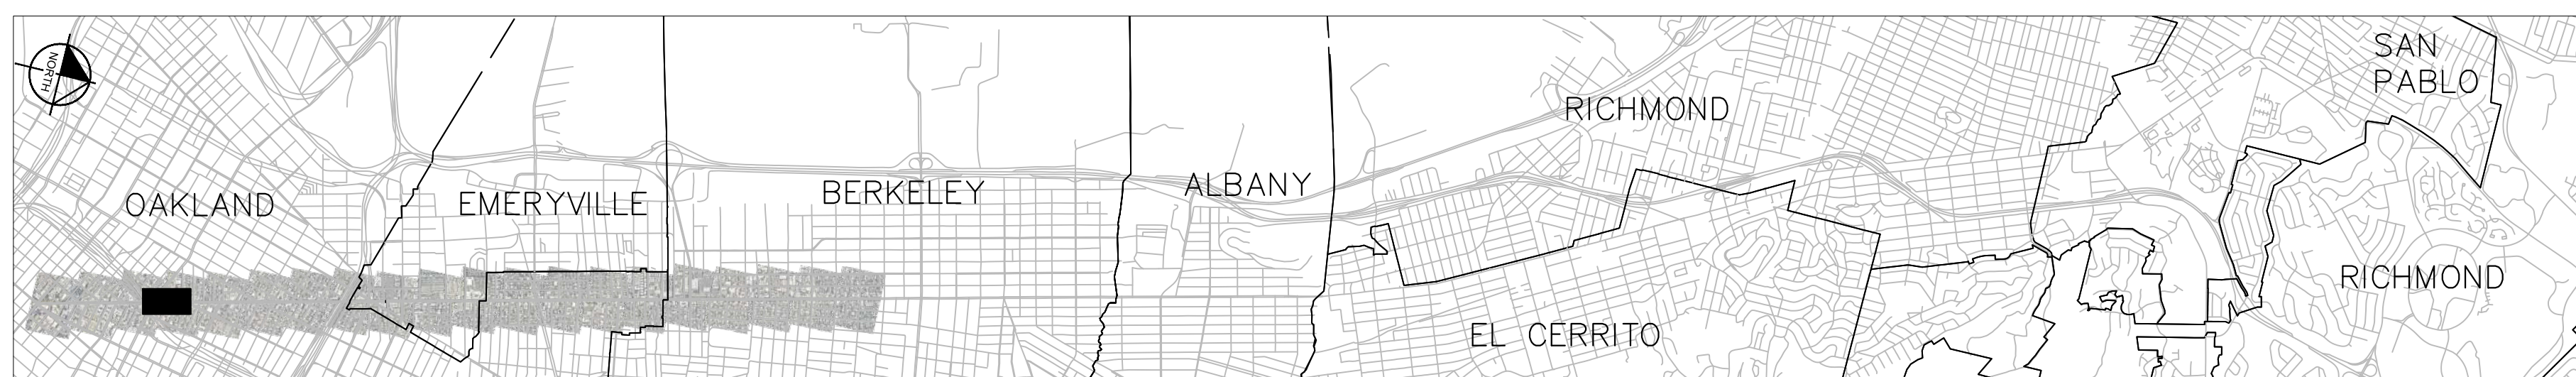 NORTH
OAKLAND
EMERYVILLE
BERKELEY
ALBANY
RICHMOND
EL CERRITO
SAN
PABLO
RICHMOND